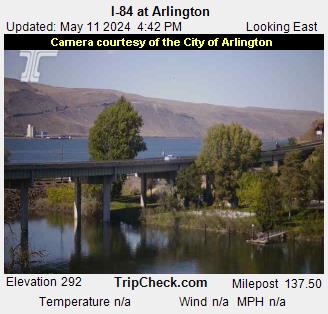 I-84 at Arlington
Updated: May 11 2024 4:42 PM Looking East
Camera courtesy of the City of Arlington
Elevation 292 TripCheck.com Milepost 137.50
Temperature n/a Wind n/a MPH n/a